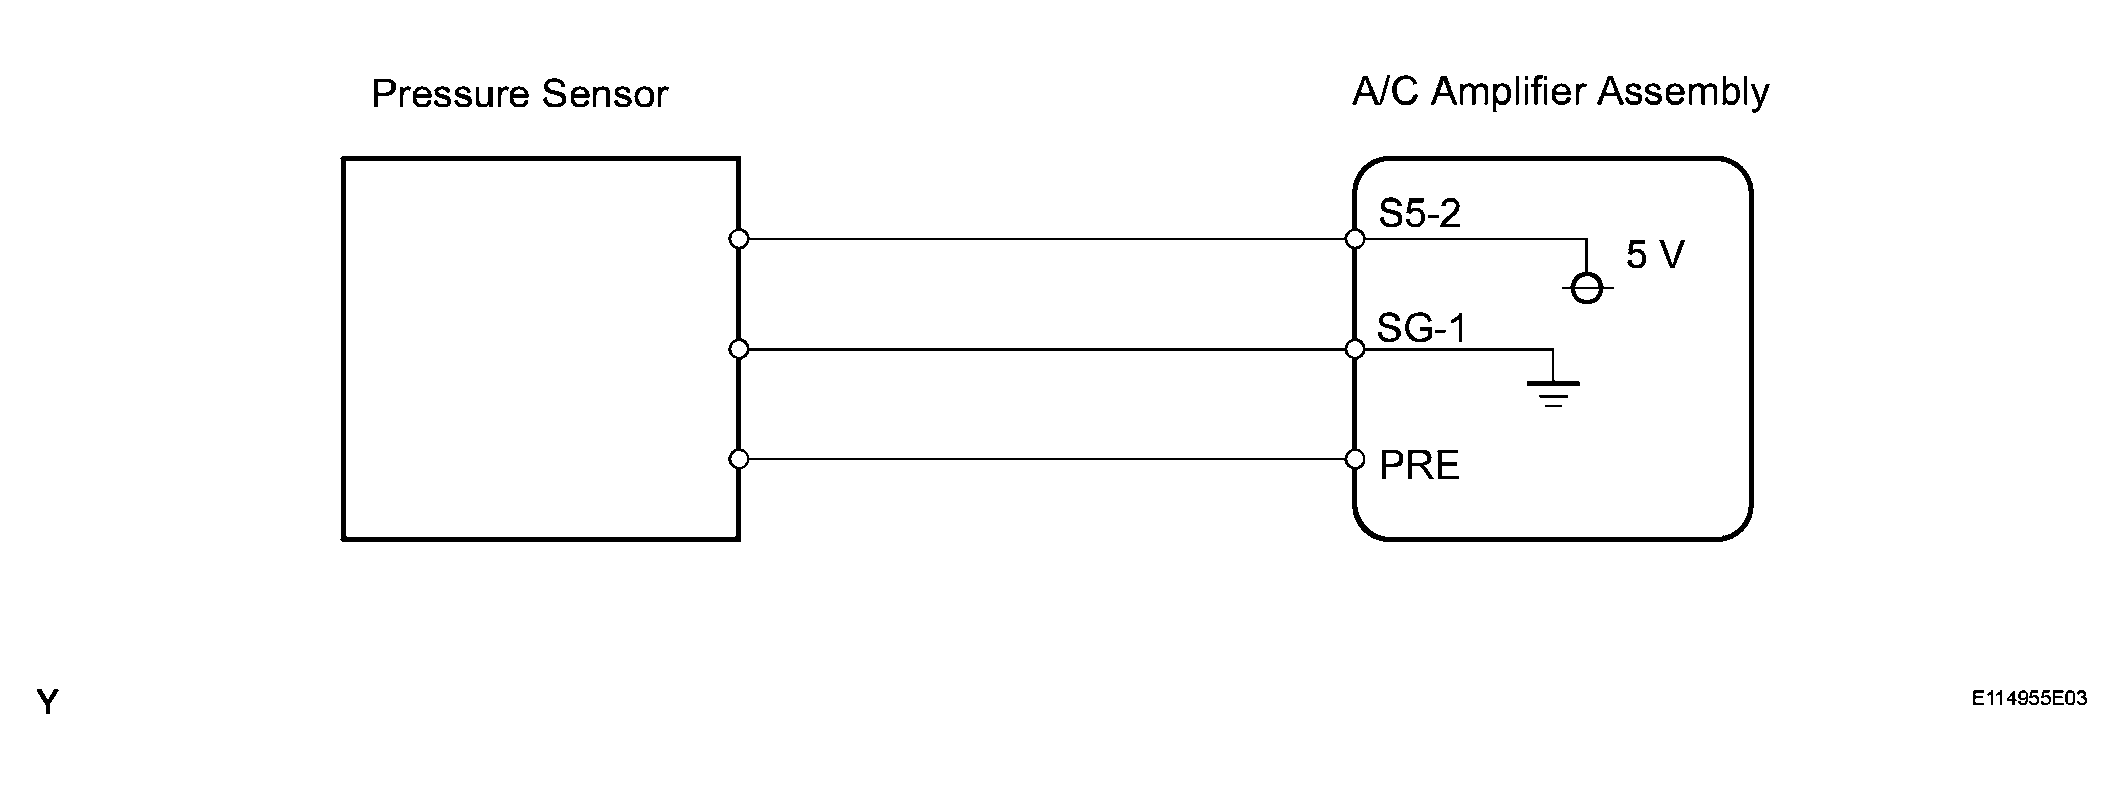 Pressure Sensor
A/C Amplifier Assembly
S5-2
5 V
SG-1
PRE
Y
E114955E03